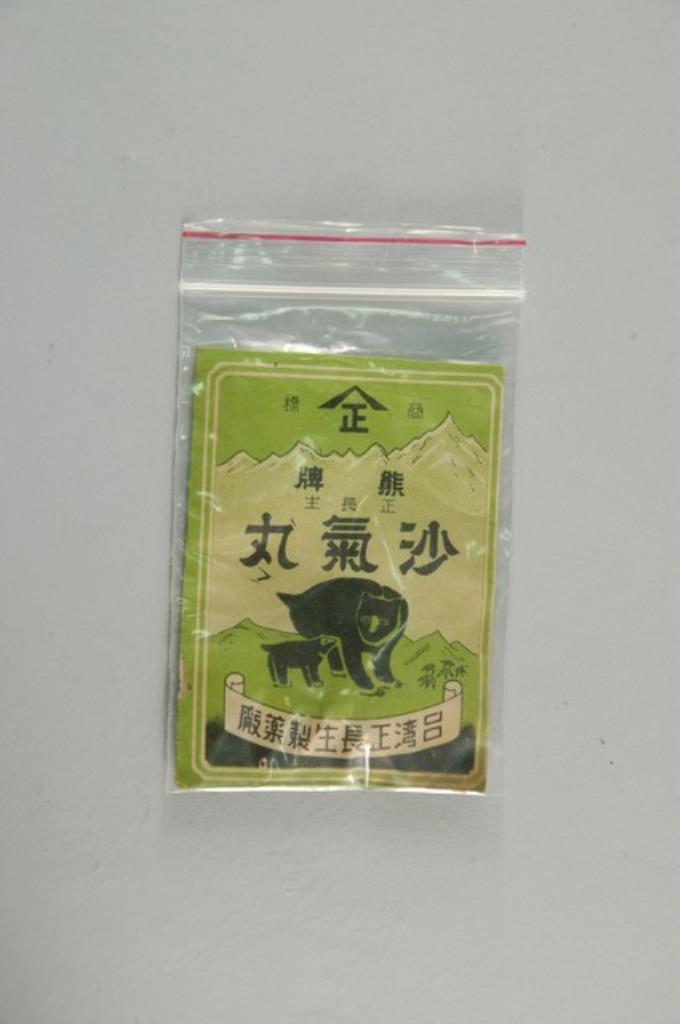 商標
正
熊牌
正長生
沙氣丸
台湾正長生製薬廠